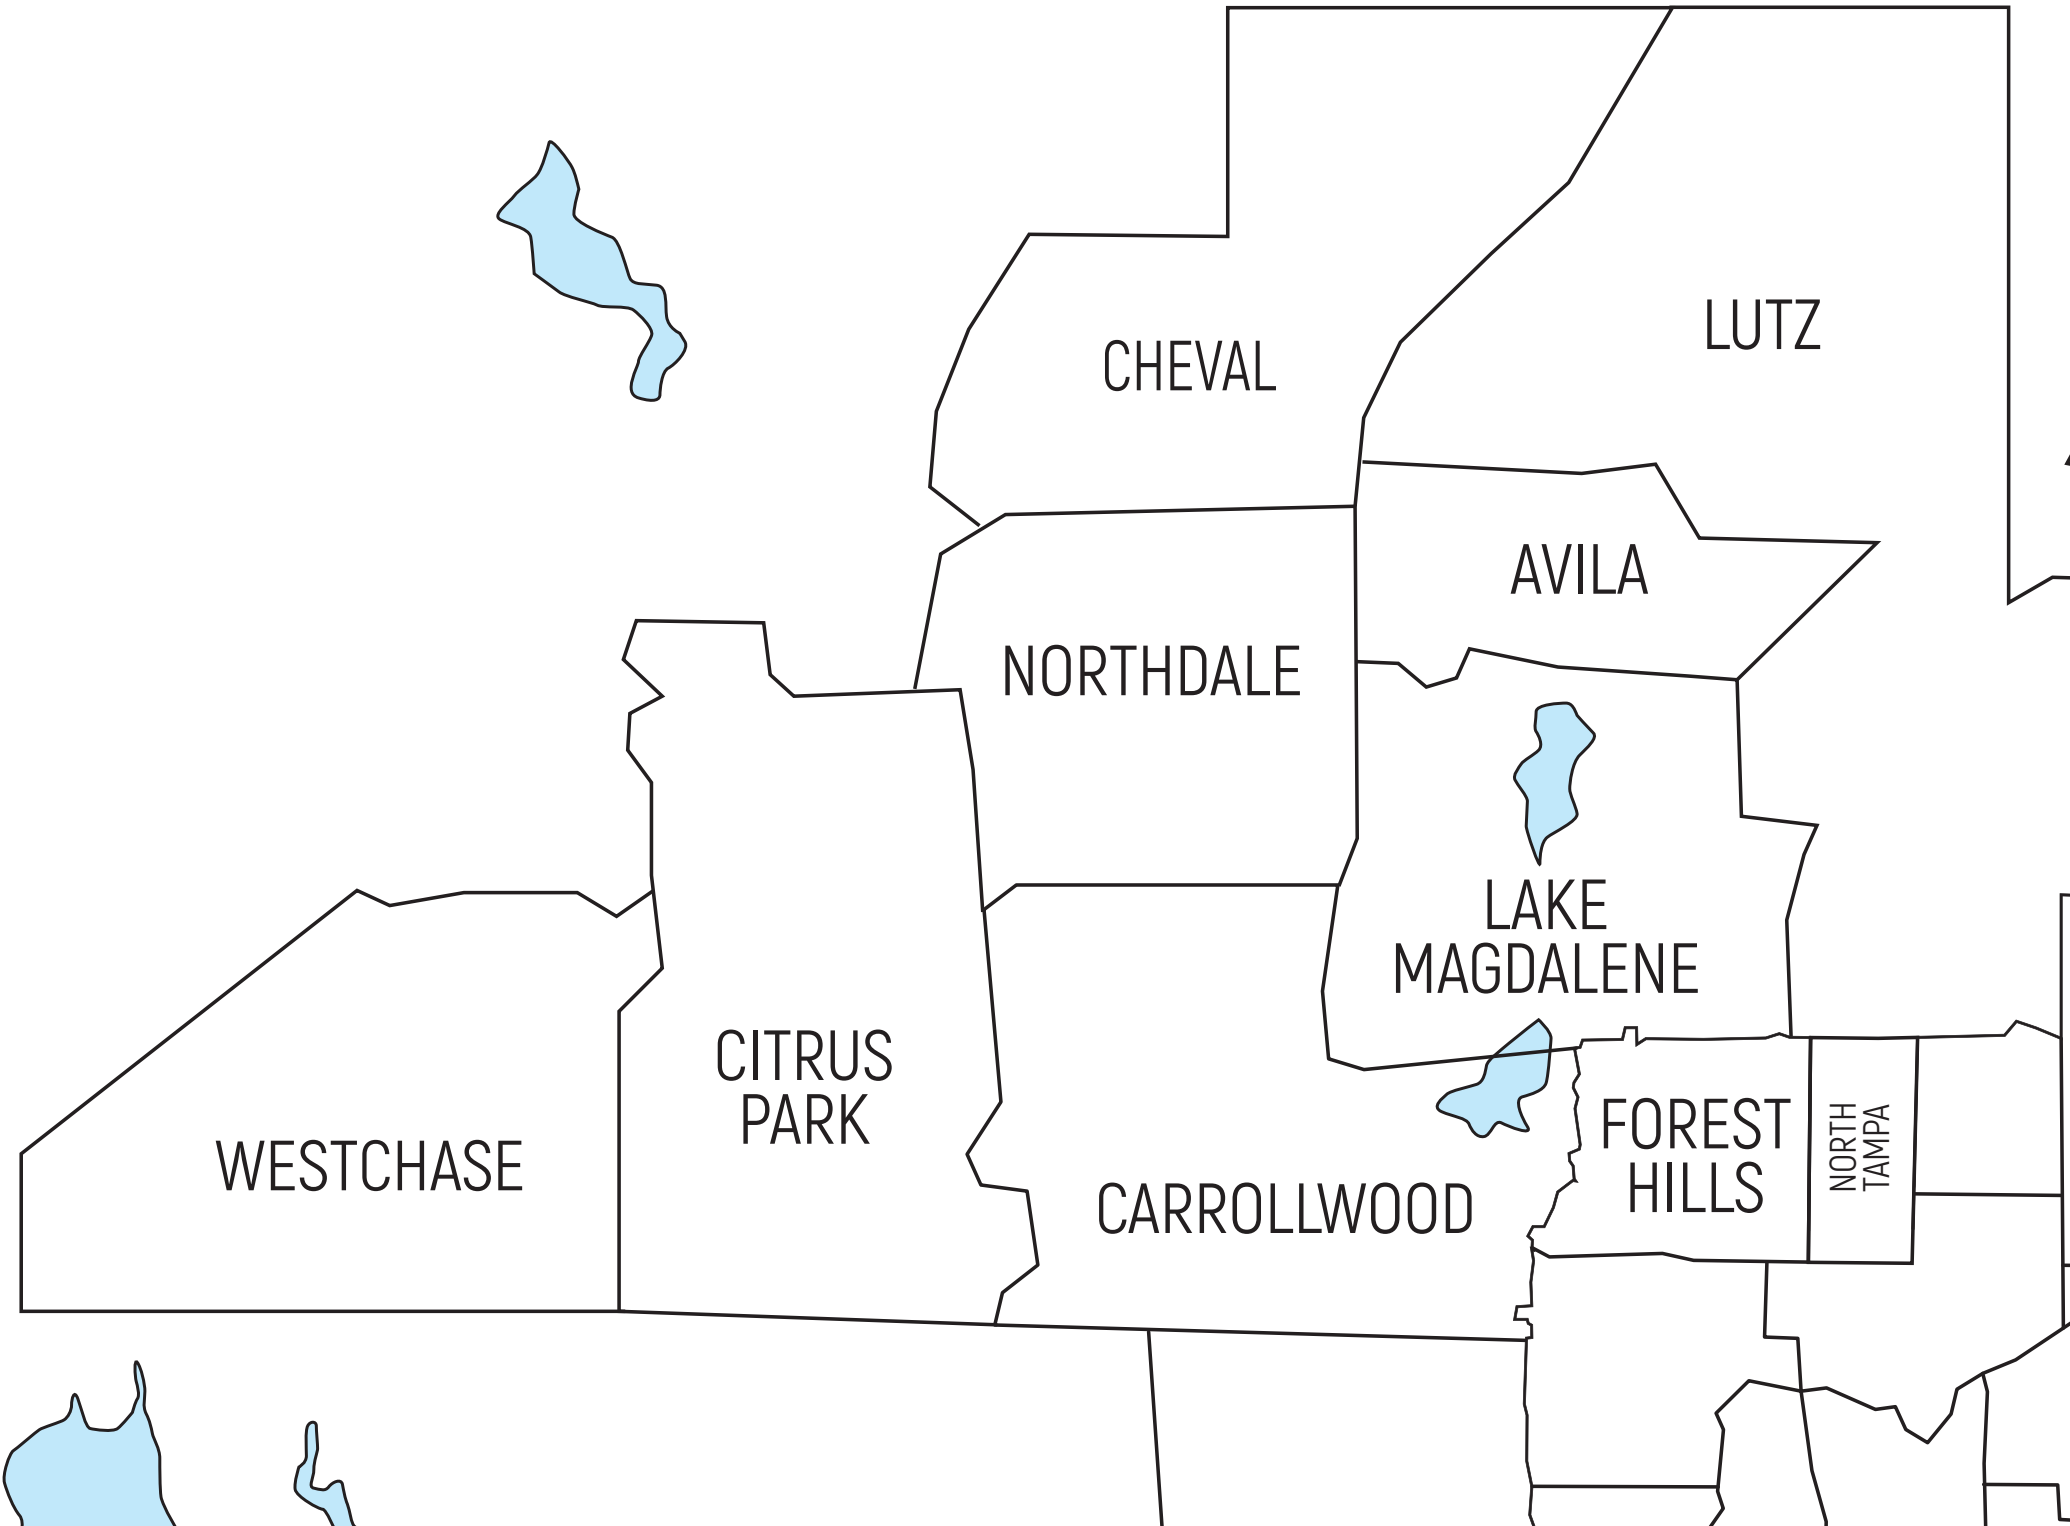 LUTZ
CHEVAL
AVILA
NORTHDALE
LAKE
MAGDALENE
CITRUS
PARK
FOREST
HILLS
NORTH
TAMPA
WESTCHASE
CARROLLWOOD